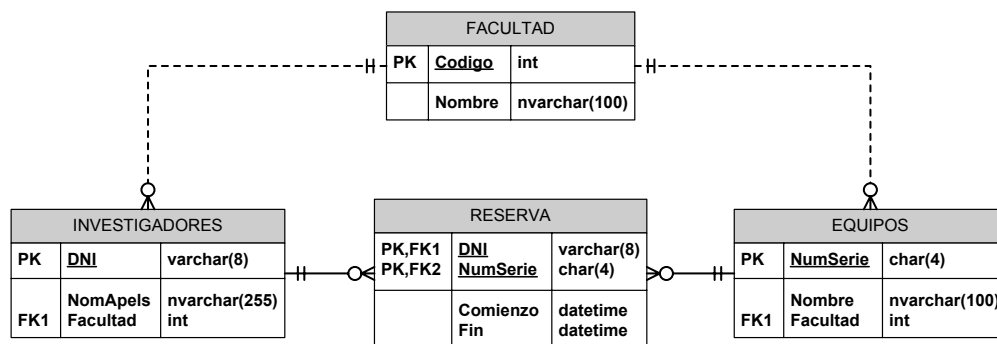 FACULTAD
PK Codigo int
Nombre nvarchar(100)
INVESTIGADORES
PK DNI varchar(8)
NomApels nvarchar(255)
FK1 Facultad int
RESERVA
PK,FK1 DNI varchar(8)
PK,FK2 NumSerie char(4)
Comienzo datetime
Fin datetime
EQUIPOS
PK NumSerie char(4)
Nombre nvarchar(100)
FK1 Facultad int